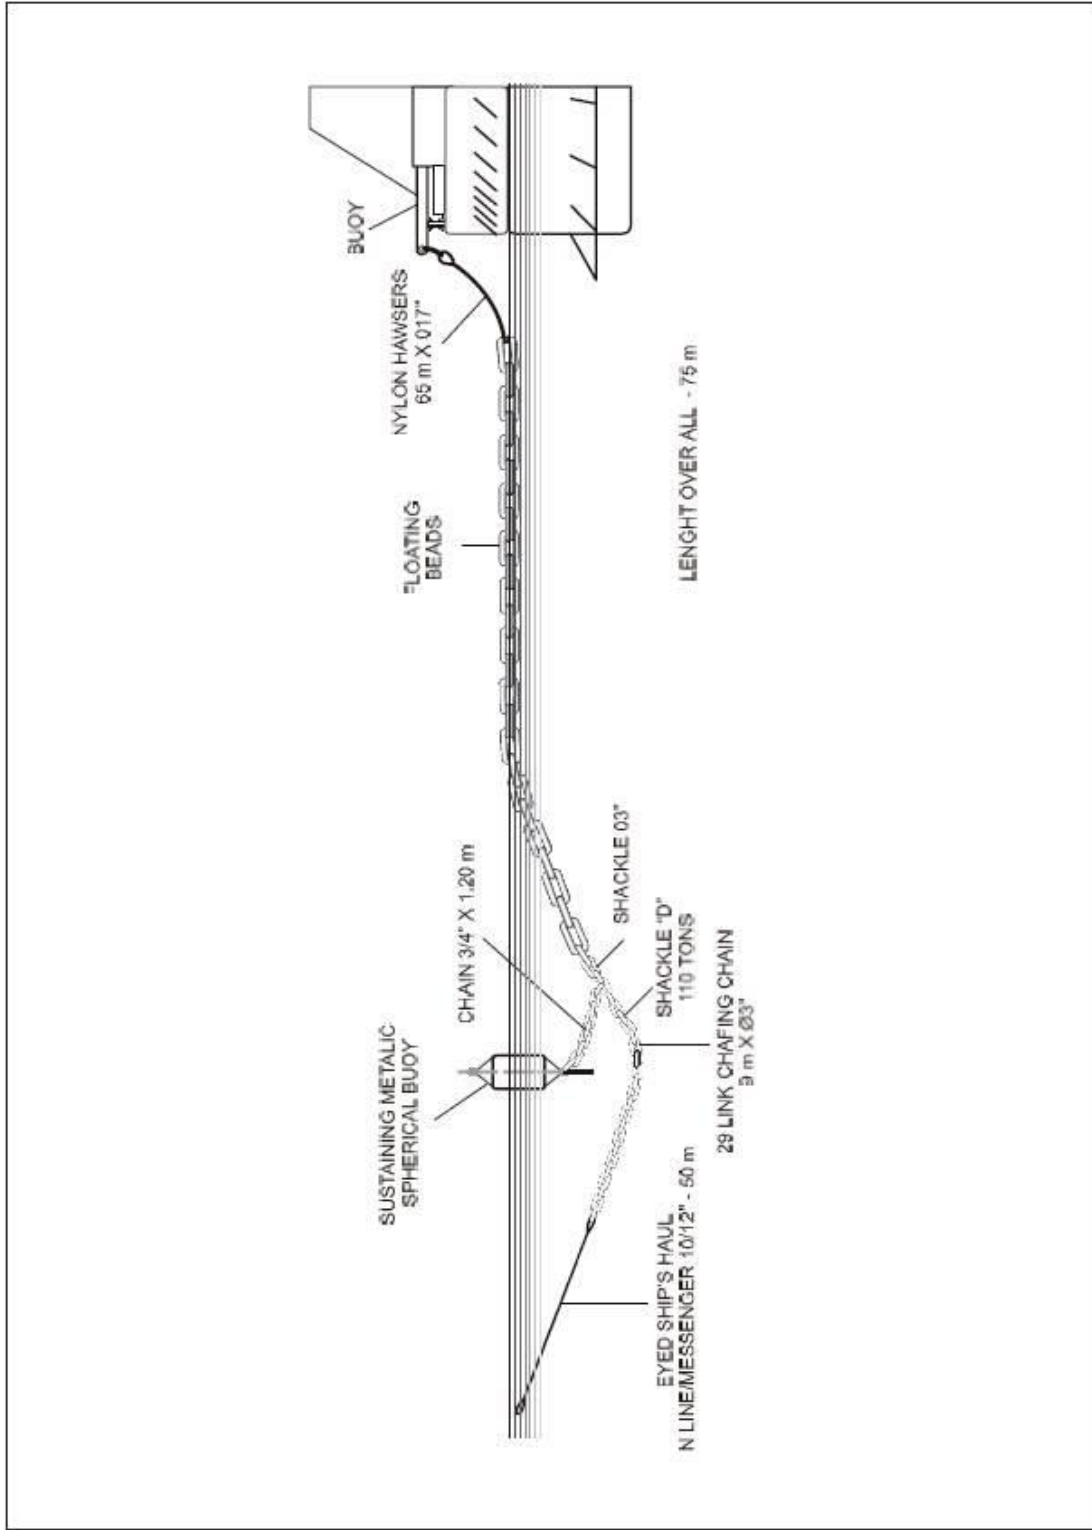 BUOY
NYLON HAWSERS
65 m X 017"
FLOATING
BEADS
LENGHT OVER ALL - 75 m
CHAIN 3/4" X 1.20 m
SHACKLE 03"
SHACKLE "D"
110 TONS
SUSTAINING METALIC
SPHERICAL BUOY
29 LINK CHAFING CHAIN
9 m X Ø3"
EYED SHIP'S HAUL
N LINE/MESSENGER 10/12" - 50 m